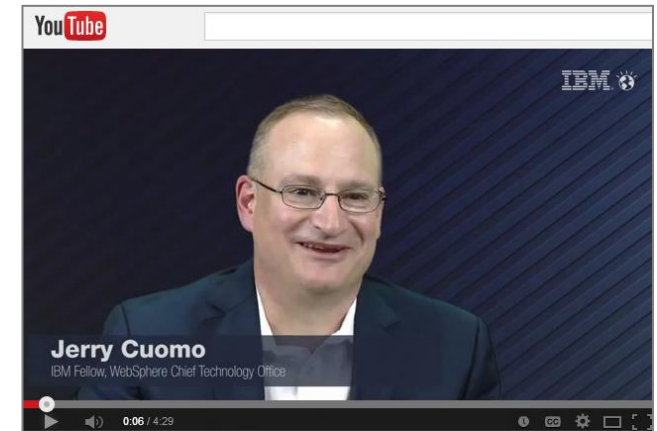 YouTube
IBM
Jerry Cuomo
IBM Fellow, WebSphere Chief Technology Office
0:06 / 4:29
CC